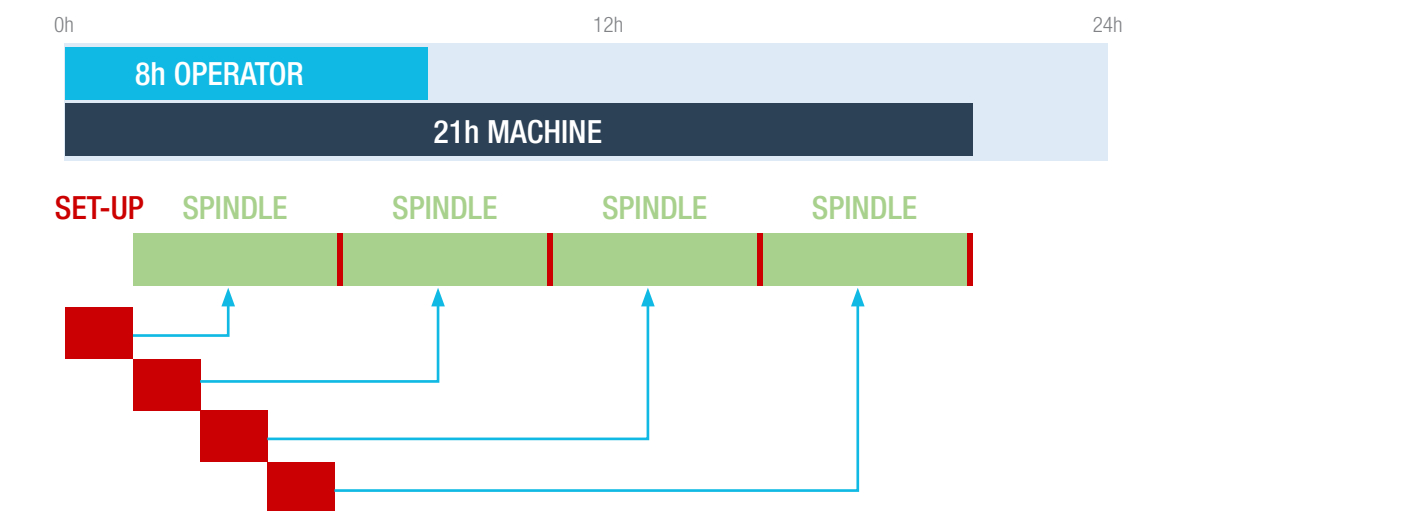 0h 12h 24h
8h OPERATOR
21h MACHINE
SET-UP SPINDLE SPINDLE SPINDLE SPINDLE